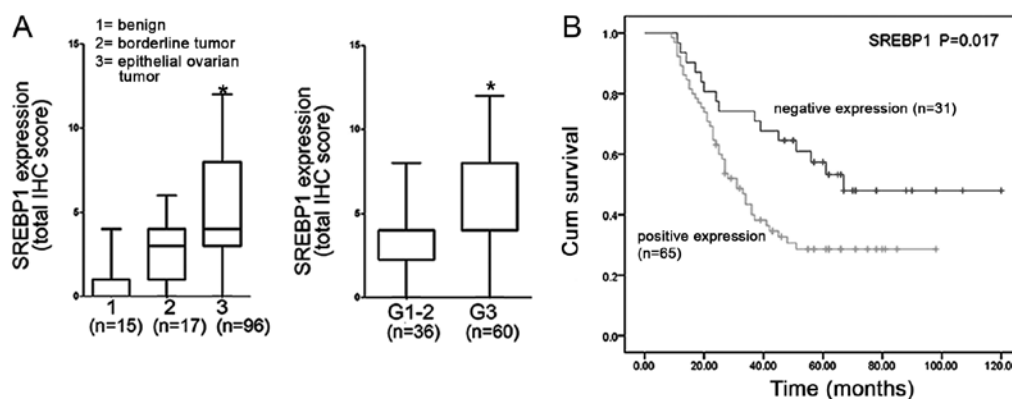 A
1= benign
2= borderline tumor
3= epithelial ovarian
tumor
SREBP1 expression
(total IHC score)
15
10
5
0
*
1
2
3
(n=15)
(n=17)
(n=96)
SREBP1 expression
(total IHC score)
15
10
5
0
*
G1-2
G3
(n=36)
(n=60)
B
SREBP1 P=0.017
negative expression (n=31)
positive expression
(n=65)
Cum survival
1.0
0.8
0.6
0.4
0.2
0.0
0.00
20.00
40.00
60.00
80.00
100.00
120.00
Time (months)